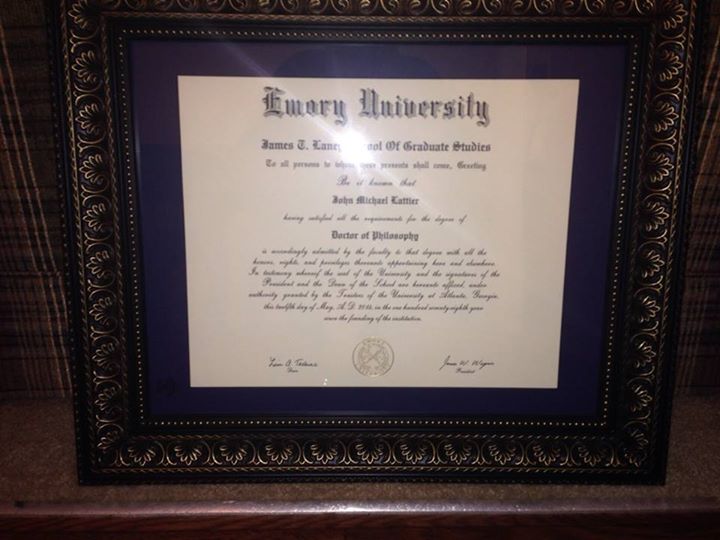 Emory University
James T. Laney School Of Graduate Studies
To all persons to whom these presents shall come, Greeting
Be it known that
John Michael Lattier
having satisfied all the requirements for the degree of
Doctor of Philosophy
is accordingly admitted by the faculty to that degree with all the
honors, rights, and privileges thereunto appertaining here and elsewhere.
In testimony whereof the seal of the University and the signatures of the
President and the Dean of the School are hereunto affixed, under
authority granted by the Trustees of the University at Atlanta, Georgia,
this twelfth day of May, A.D. in the one hundred seventy-eighth year
since the founding of the institution.
Dean
James W. Wagner
President